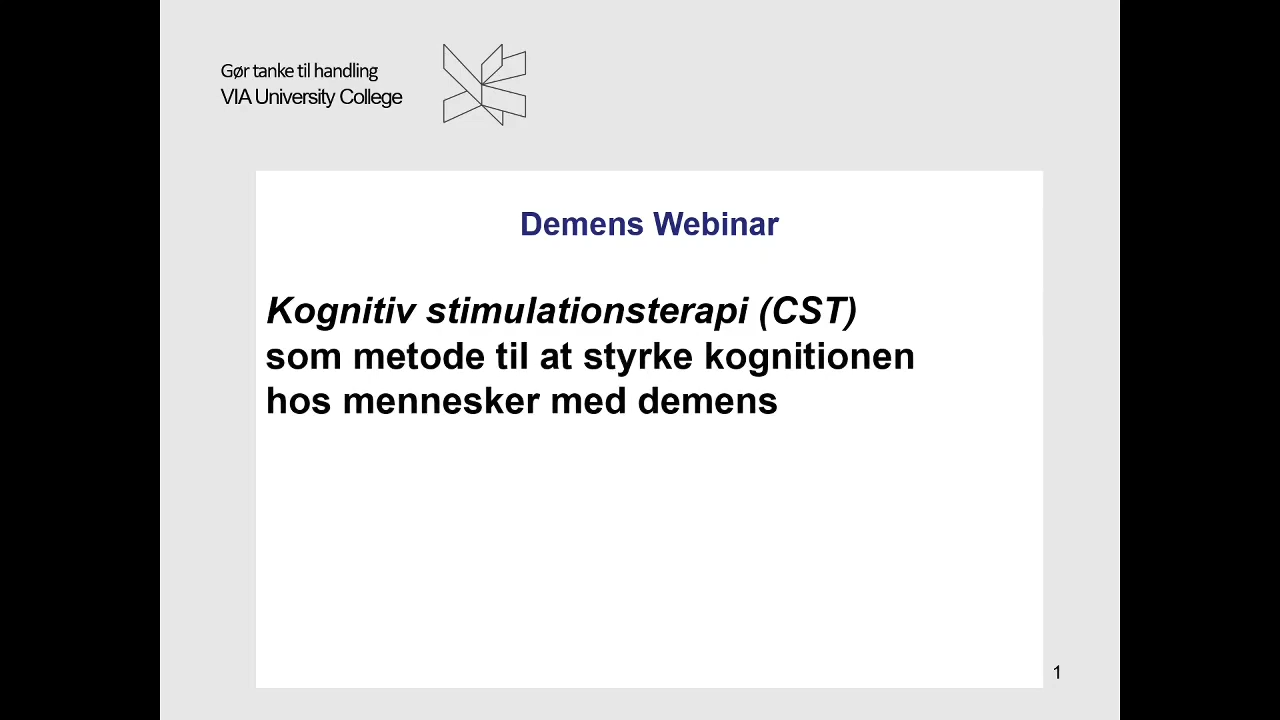 Gør tanke til handling
VIA University College
Demens Webinar
Kognitiv stimulationsterapi (CST)
som metode til at styrke kognitionen
hos mennesker med demens
1